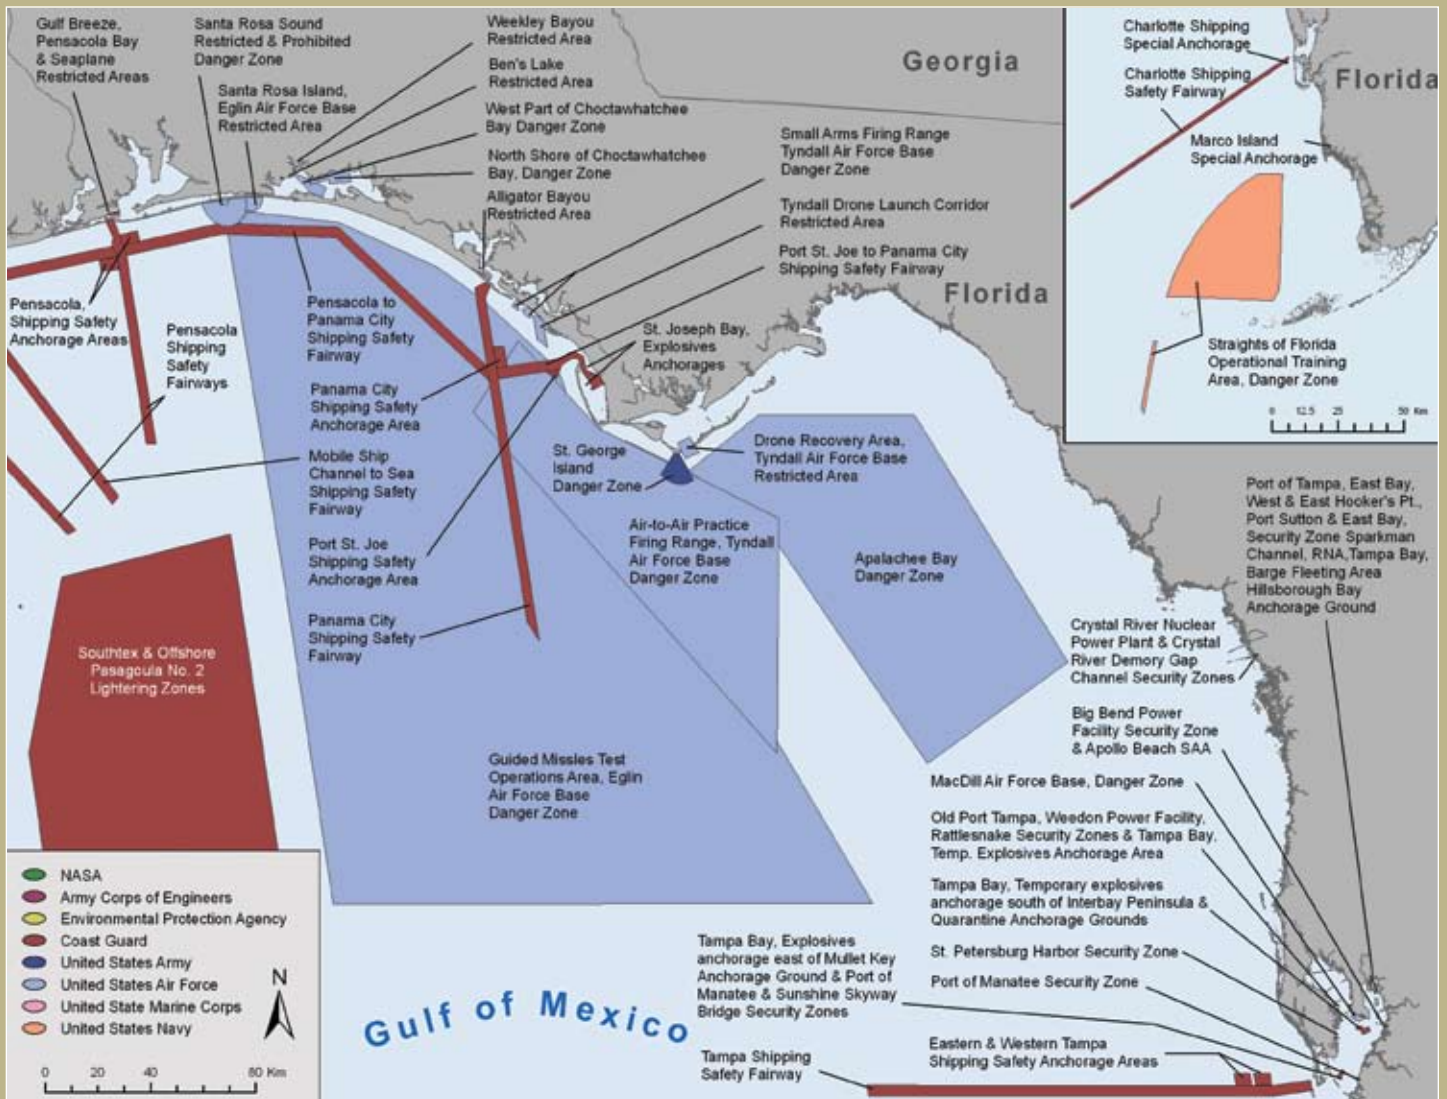 Gulf Breeze,
Pensacola Bay
& Seaplane
Restricted Areas
Santa Rosa Sound
Restricted & Prohibited
Danger Zone
Santa Rosa Island,
Eglin Air Force Base
Restricted Area
Weekley Bayou
Restricted Area
Ben's Lake
Restricted Area
West Part of Choctawhatchee
Bay Danger Zone
North Shore of Choctawhatchee
Bay, Danger Zone
Alligator Bayou
Restricted Area
Georgia
Small Arms Firing Range
Tyndall Air Force Base
Danger Zone
Tyndall Drone Launch Corridor
Restricted Area
Port St. Joe to Panama City
Shipping Safety Fairway
Florida
Charlotte Shipping
Special Anchorage
Charlotte Shipping
Safety Fairway
Florida
Marco Island
Special Anchorage
Straights of Florida
Operational Training
Area, Danger Zone
0 12.5 25 50 Km
Pensacola,
Shipping Safety
Anchorage Areas
Pensacola
Shipping
Safety
Fairways
Pensacola to
Panama City
Shipping Safety
Fairway
Panama City
Shipping Safety
Anchorage Area
Mobile Ship
Channel to Sea
Shipping Safety
Fairway
Port St. Joe
Shipping Safety
Anchorage Area
Panama City
Shipping Safety
Fairway
St. Joseph Bay,
Explosives
Anchorages
St. George
Island
Danger Zone
Drone Recovery Area,
Tyndall Air Force Base
Restricted Area
Air-to-Air Practice
Firing Range, Tyndall
Air Force Base
Danger Zone
Apalachee Bay
Danger Zone
Port of Tampa, East Bay,
West & East Hooker's Pt.,
Port Sutton & East Bay,
Security Zone Sparkman
Channel, RNA,Tampa Bay,
Barge Fleeting Area
Hillsborough Bay
Anchorage Ground
Crystal River Nuclear
Power Plant & Crystal
River Demory Gap
Channel Security Zones
Big Bend Power
Facility Security Zone
& Apollo Beach SAA
MacDill Air Force Base, Danger Zone
Old Port Tampa, Weedon Power Facility,
Rattlesnake Security Zones & Tampa Bay,
Temp. Explosives Anchorage Area
Tampa Bay, Temporary explosives
anchorage south of Interbay Peninsula &
Quarantine Anchorage Grounds
St. Petersburg Harbor Security Zone
Port of Manatee Security Zone
Southtex & Offshore
Pasagoula No. 2
Lightering Zones
Guided Missles Test
Operations Area, Eglin
Air Force Base
Danger Zone
Tampa Bay, Explosives
anchorage east of Mullet Key
Anchorage Ground & Port of
Manatee & Sunshine Skyway
Bridge Security Zones
Eastern & Western Tampa
Shipping Safety Anchorage Areas
Tampa Shipping
Safety Fairway
Gulf of Mexico
NASA
Army Corps of Engineers
Environmental Protection Agency
Coast Guard
United States Army
United States Air Force
United State Marine Corps
United States Navy
N
0 20 40 80 Km